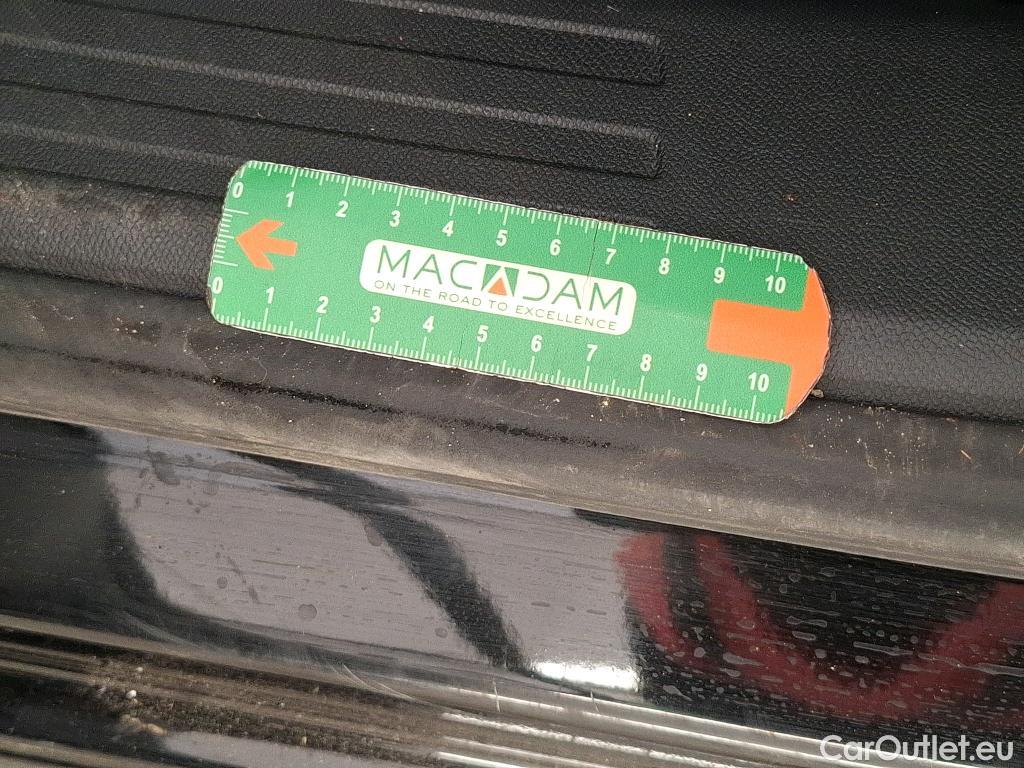 0 1 2 3 4 5 6 7 8 9 10
MACADAM
ON THE ROAD TO EXCELLENCE
0 1 2 3 4 5 6 7 8 9 10
CarOutlet.eu